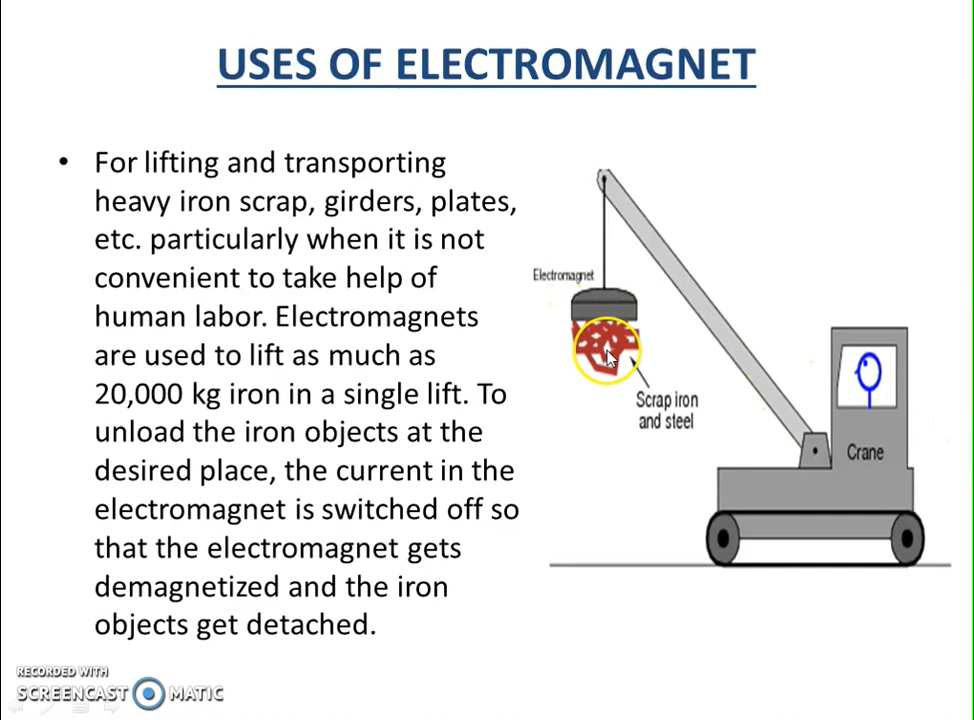 USES OF ELECTROMAGNET
• For lifting and transporting
heavy iron scrap, girders, plates,
etc. particularly when it is not
convenient to take help of
human labor. Electromagnets
are used to lift as much as
20,000 kg iron in a single lift. To
unload the iron objects at the
desired place, the current in the
electromagnet is switched off so
that the electromagnet gets
demagnetized and the iron
objects get detached.
Electromagnet
Scrap iron
and steel
Crane
RECORDED WITH
SCREENCAST MATIC